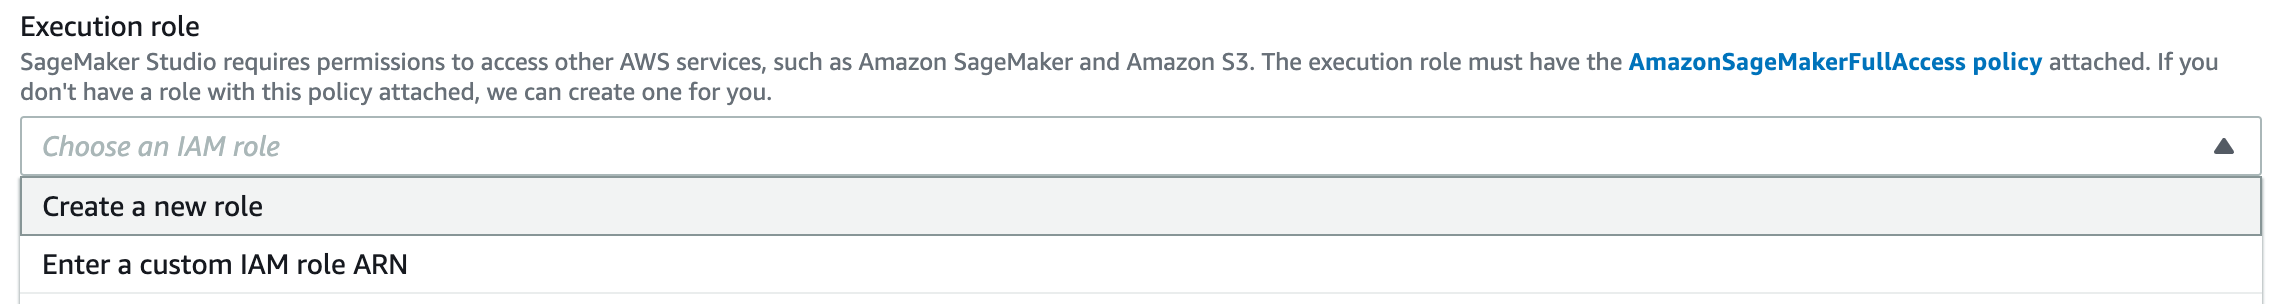 Execution role
SageMaker Studio requires permissions to access other AWS services, such as Amazon SageMaker and Amazon S3. The execution role must have the AmazonSageMakerFullAccess policy attached. If you
don't have a role with this policy attached, we can create one for you.
Choose an IAM role
Create a new role
Enter a custom IAM role ARN